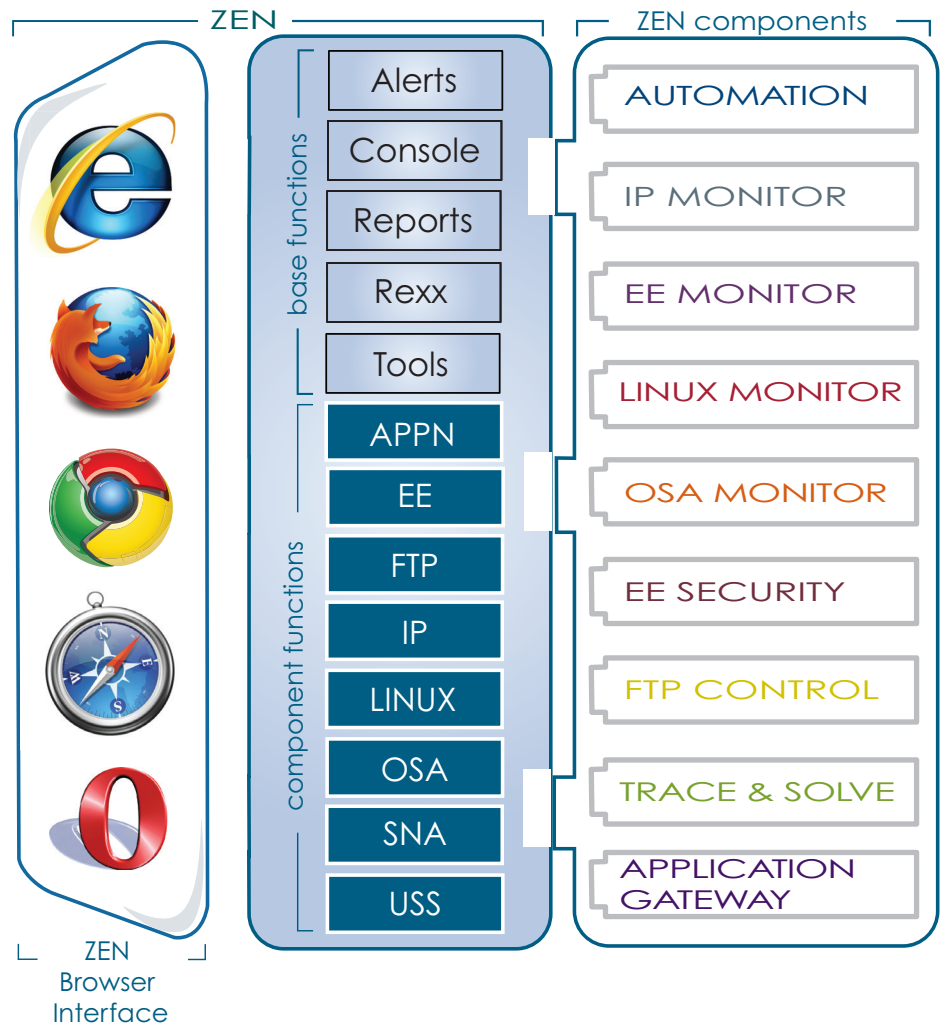 ZEN
ZEN components
base functions
Alerts
Console
Reports
Rexx
Tools
component functions
APPN
EE
FTP
IP
LINUX
OSA
SNA
USS
AUTOMATION
IP MONITOR
EE MONITOR
LINUX MONITOR
OSA MONITOR
EE SECURITY
FTP CONTROL
TRACE & SOLVE
APPLICATION
GATEWAY
N
E
S
W
ZEN
Browser
Interface